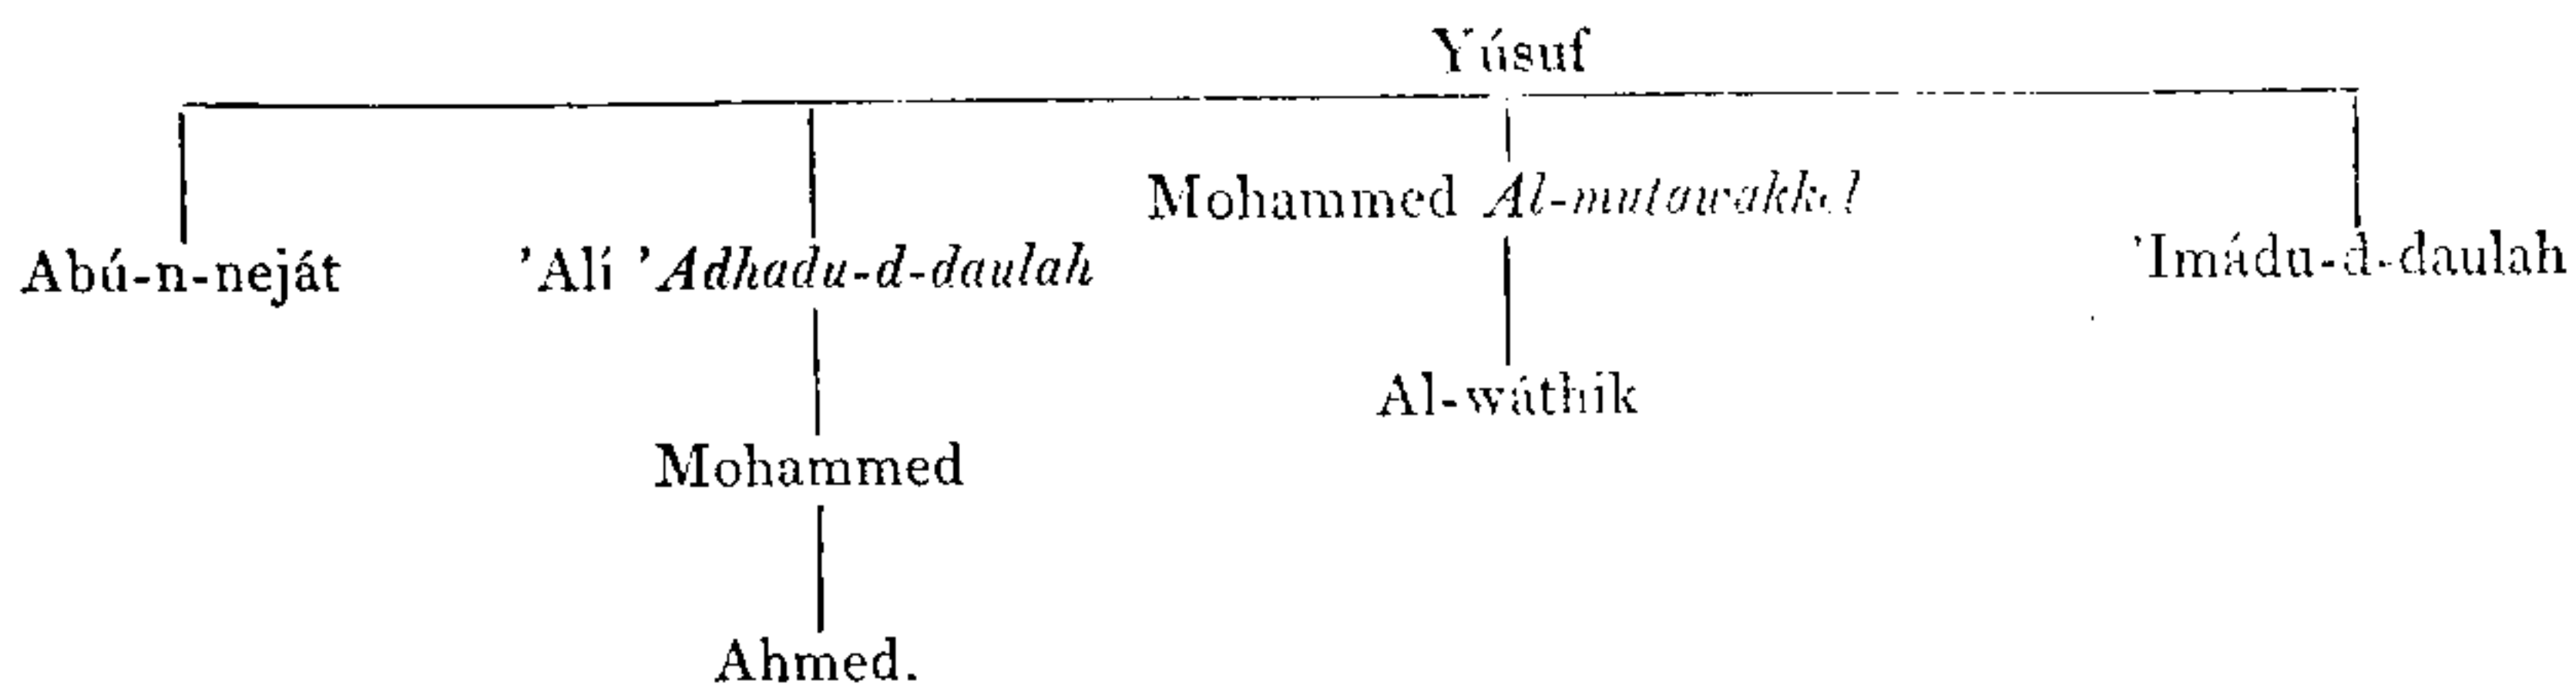 Yúsuf
Mohammed Al-mutawakkel
Abú-n-neját 'Alí 'Adhadu-d-daulah 'Imádu-d-daulah
Al-wáthik
Mohammed
Ahmed.